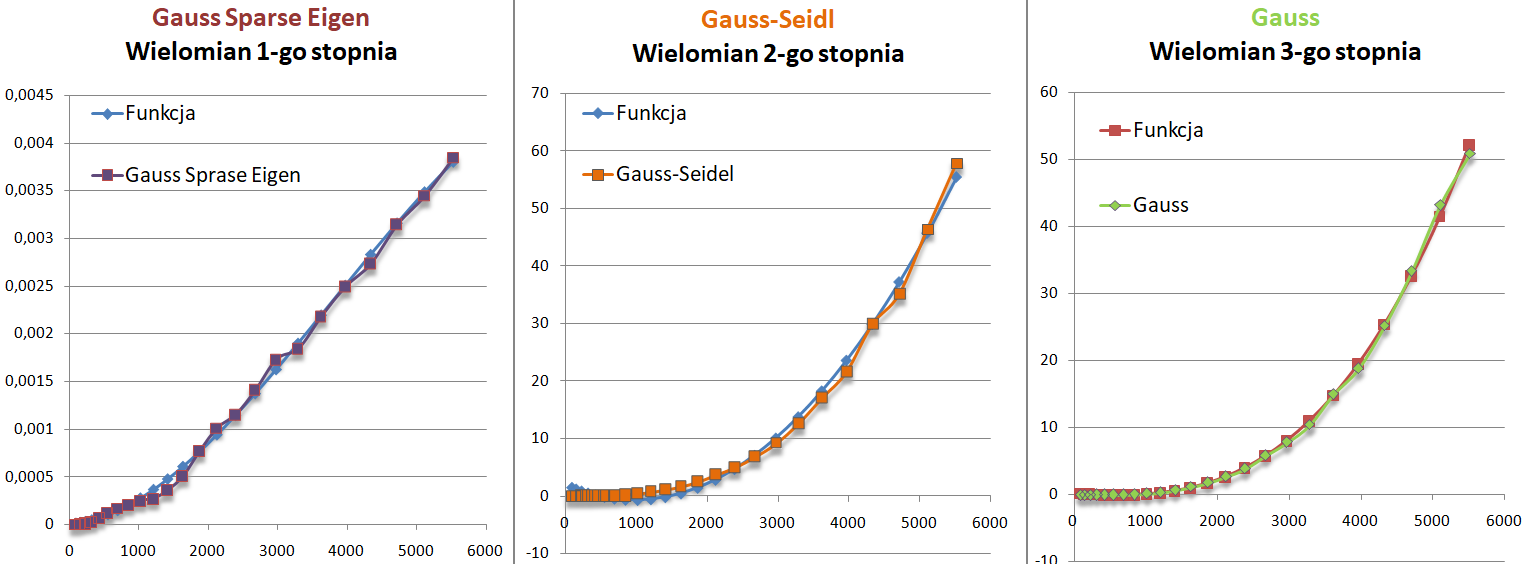 Gauss Sparse Eigen
Wielomian 1-go stopnia
0,0045
0,004
0,0035
0,003
0,0025
0,002
0,0015
0,001
0,0005
0
Funkcja
Gauss Sprase Eigen
0 1000 2000 3000 4000 5000 6000
Gauss-Seidl
Wielomian 2-go stopnia
70
60
50
40
30
20
10
0
-10
Funkcja
Gauss-Seidel
0 1000 2000 3000 4000 5000 6000
Gauss
Wielomian 3-go stopnia
60
50
40
30
20
10
0
-10
Funkcja
Gauss
0 1000 2000 3000 4000 5000 6000